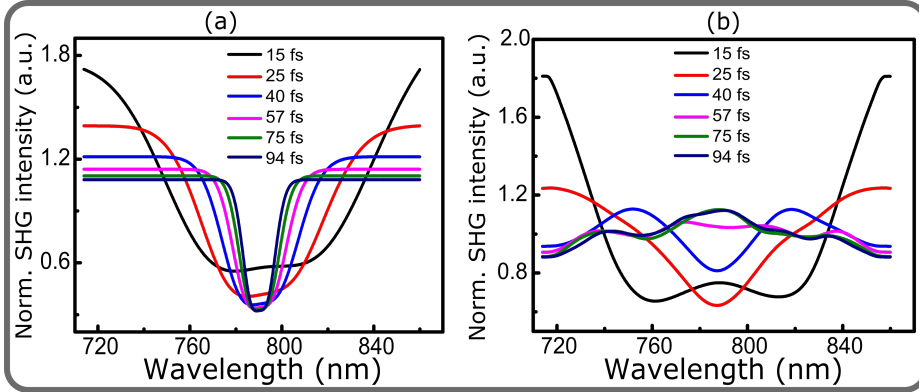 (a)
Norm. SHG intensity (a.u.)
1.8
1.2
0.6
15 fs
25 fs
40 fs
57 fs
75 fs
94 fs
720 760 800 840
Wavelength (nm)
(b)
Norm. SHG intensity (a.u.)
2.0
1.6
1.2
0.8
15 fs
25 fs
40 fs
57 fs
75 fs
94 fs
720 760 800 840
Wavelength (nm)